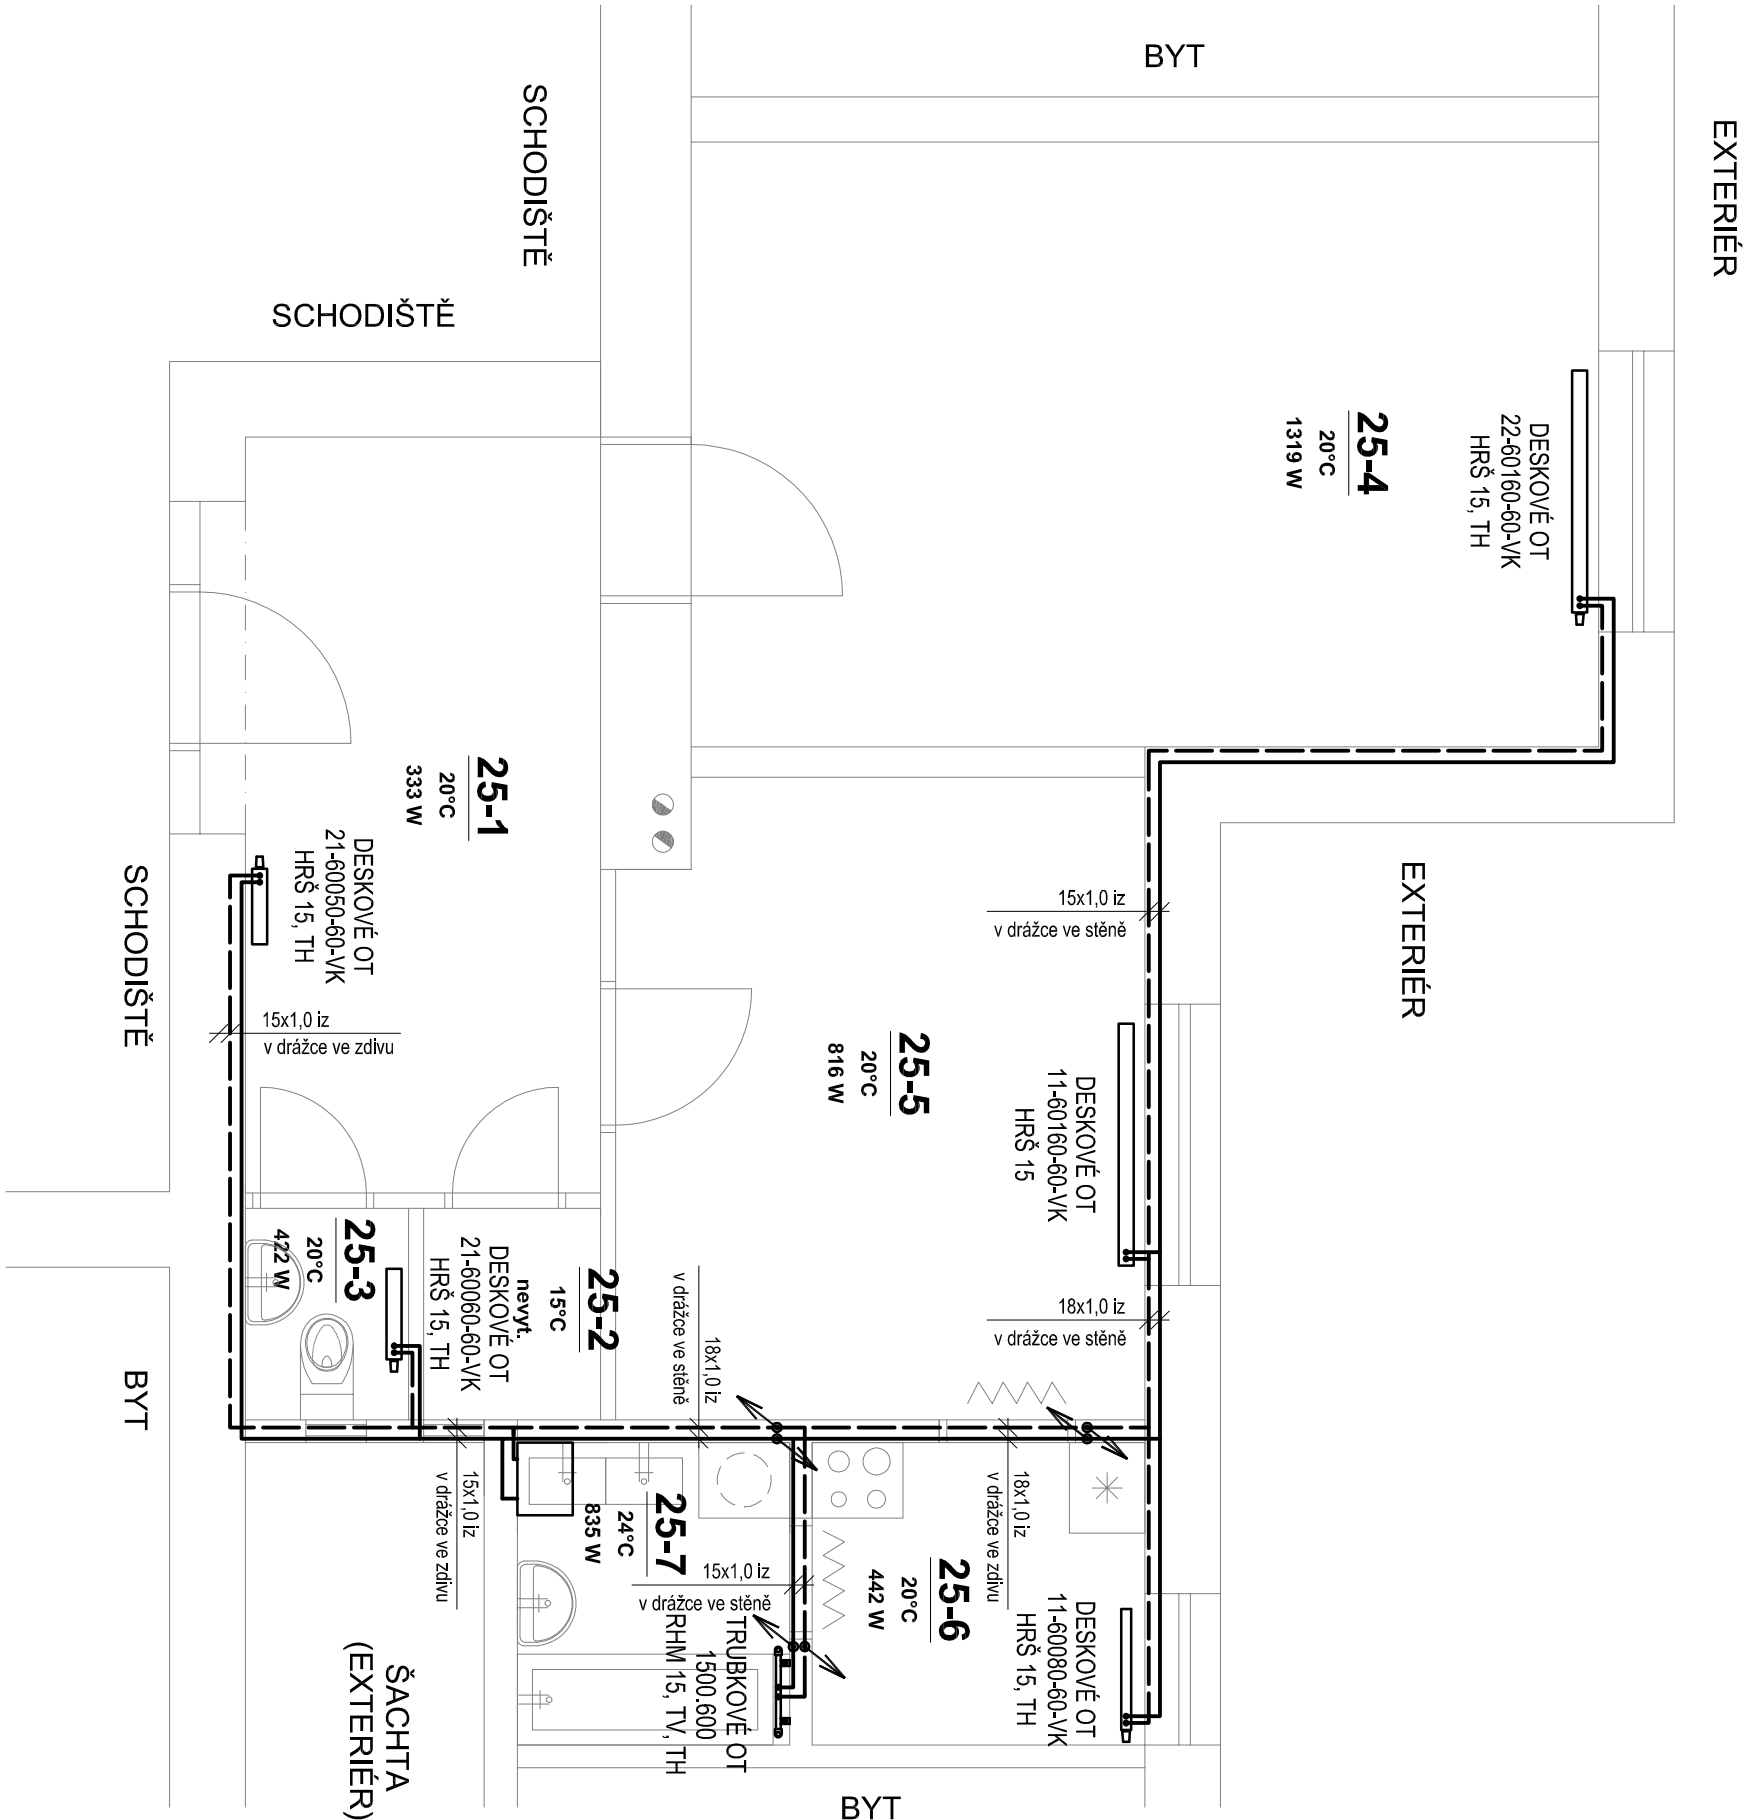 BYT
EXTERIÉR
SCHODIŠTĚ
SCHODIŠTĚ
25-4
20°C
1319 W
DESKOVÉ OT
22-60160-60-VK
HRŠ 15, TH
25-1
20°C
333 W
DESKOVÉ OT
21-60050-60-VK
HRŠ 15, TH
SCHODIŠTĚ
EXTERIÉR
15x1,0 iz
v drážce ve stěně
15x1,0 iz
v drážce ve zdivu
25-5
20°C
816 W
DESKOVÉ OT
11-60160-60-VK
HRŠ 15
18x1,0 iz
v drážce ve stěně
25-3
20°C
422 W
25-2
15°C
nevyt.
DESKOVÉ OT
21-60060-60-VK
HRŠ 15, TH
18x1,0 iz
v drážce ve stěně
BYT
15x1,0 iz
v drážce ve zdivu
18x1,0 iz
v drážce ve zdivu
25-7
24°C
835 W
15x1,0 iz
v drážce ve stěně
TRUBKOVÉ OT
1500.600
RHM 15, TV, TH
25-6
20°C
442 W
DESKOVÉ OT
11-60080-60-VK
HRŠ 15, TH
ŠACHTA
(EXTERIÉR)
BYT